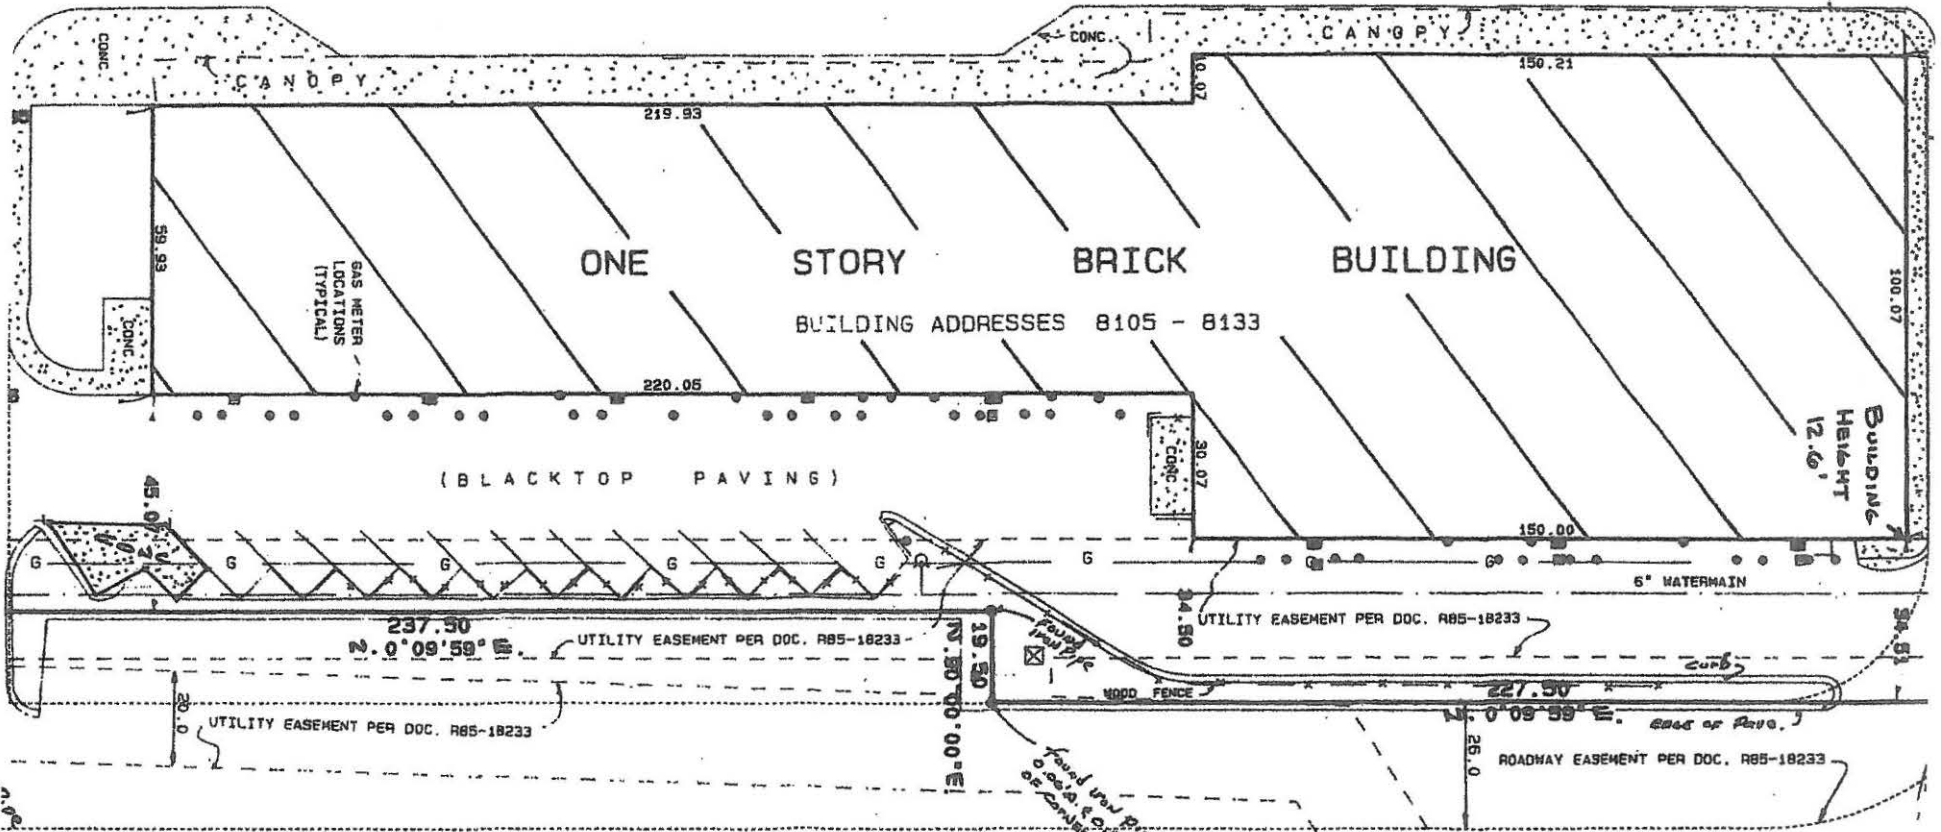 CONC.
CANOPY
CONC.
CANOPY
10.07
150.21
219.93
59.93
GAS METER
LOCATIONS
(TYPICAL)
ONE STORY BRICK BUILDING
BUILDING ADDRESSES 8105 - 8133
100.07
CONC.
220.05
BUILDING
HEIGHT
12.6'
(BLACKTOP PAVING)
CONC.
30.07
45.07
150.00
G
G
G
G
G
G
G
G
6" WATERMAIN
237.50
N.0°09'59"E.
UTILITY EASEMENT PER DOC. R85-18233
N.90°00'00"E
19.50
FOUND
IRON PIPE
34.50
UTILITY EASEMENT PER DOC. R85-18233
34.51
CURB
WOOD FENCE
227.50
N.0°09'59"E.
EDGE OF PAVE.
20.0
UTILITY EASEMENT PER DOC. R85-18233
26.0
ROADWAY EASEMENT PER DOC. R85-18233
FOUND IRON
OF CORNER